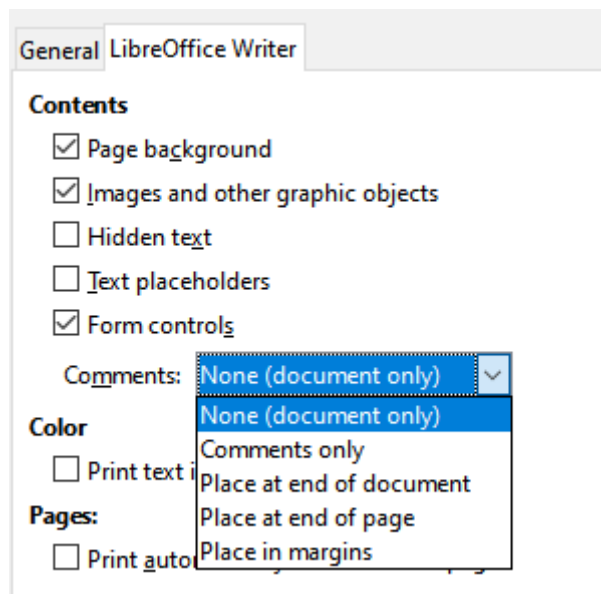 General LibreOffice Writer
Contents
Page background
Images and other graphic objects
Hidden text
Text placeholders
Form controls
Comments: None (document only)
None (document only)
Comments only
Color
Print text i
Place at end of document
Pages:
Place at end of page
Place in margins
Print auto